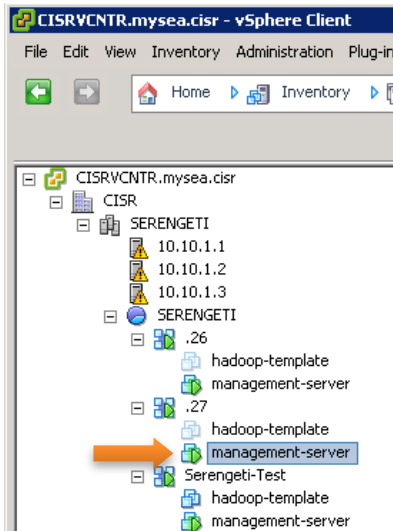 CISRVCNTR.mysea.cisr - vSphere Client
File Edit View Inventory Administration Plug-in
Home Inventory
CISRVCNTR.mysea.cisr
CISR
SERENGETI
10.10.1.1
10.10.1.2
10.10.1.3
SERENGETI
.26
hadoop-template
management-server
.27
hadoop-template
management-server
Serengeti-Test
hadoop-template
management-server